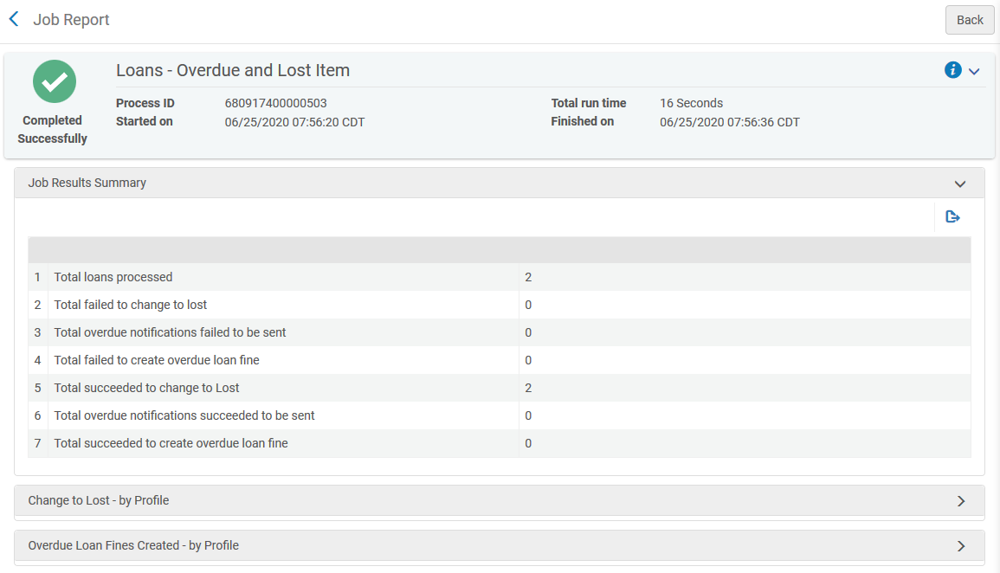 Job Report
Back
Loans - Overdue and Lost Item
Process ID 680917400000503 Total run time 16 Seconds
Started on 06/25/2020 07:56:20 CDT Finished on 06/25/2020 07:56:36 CDT
Completed
Successfully
Job Results Summary
1 Total loans processed 2
2 Total failed to change to lost 0
3 Total overdue notifications failed to be sent 0
4 Total failed to create overdue loan fine 0
5 Total succeeded to change to Lost 2
6 Total overdue notifications succeeded to be sent 0
7 Total succeeded to create overdue loan fine 0
Change to Lost - by Profile
Overdue Loan Fines Created - by Profile